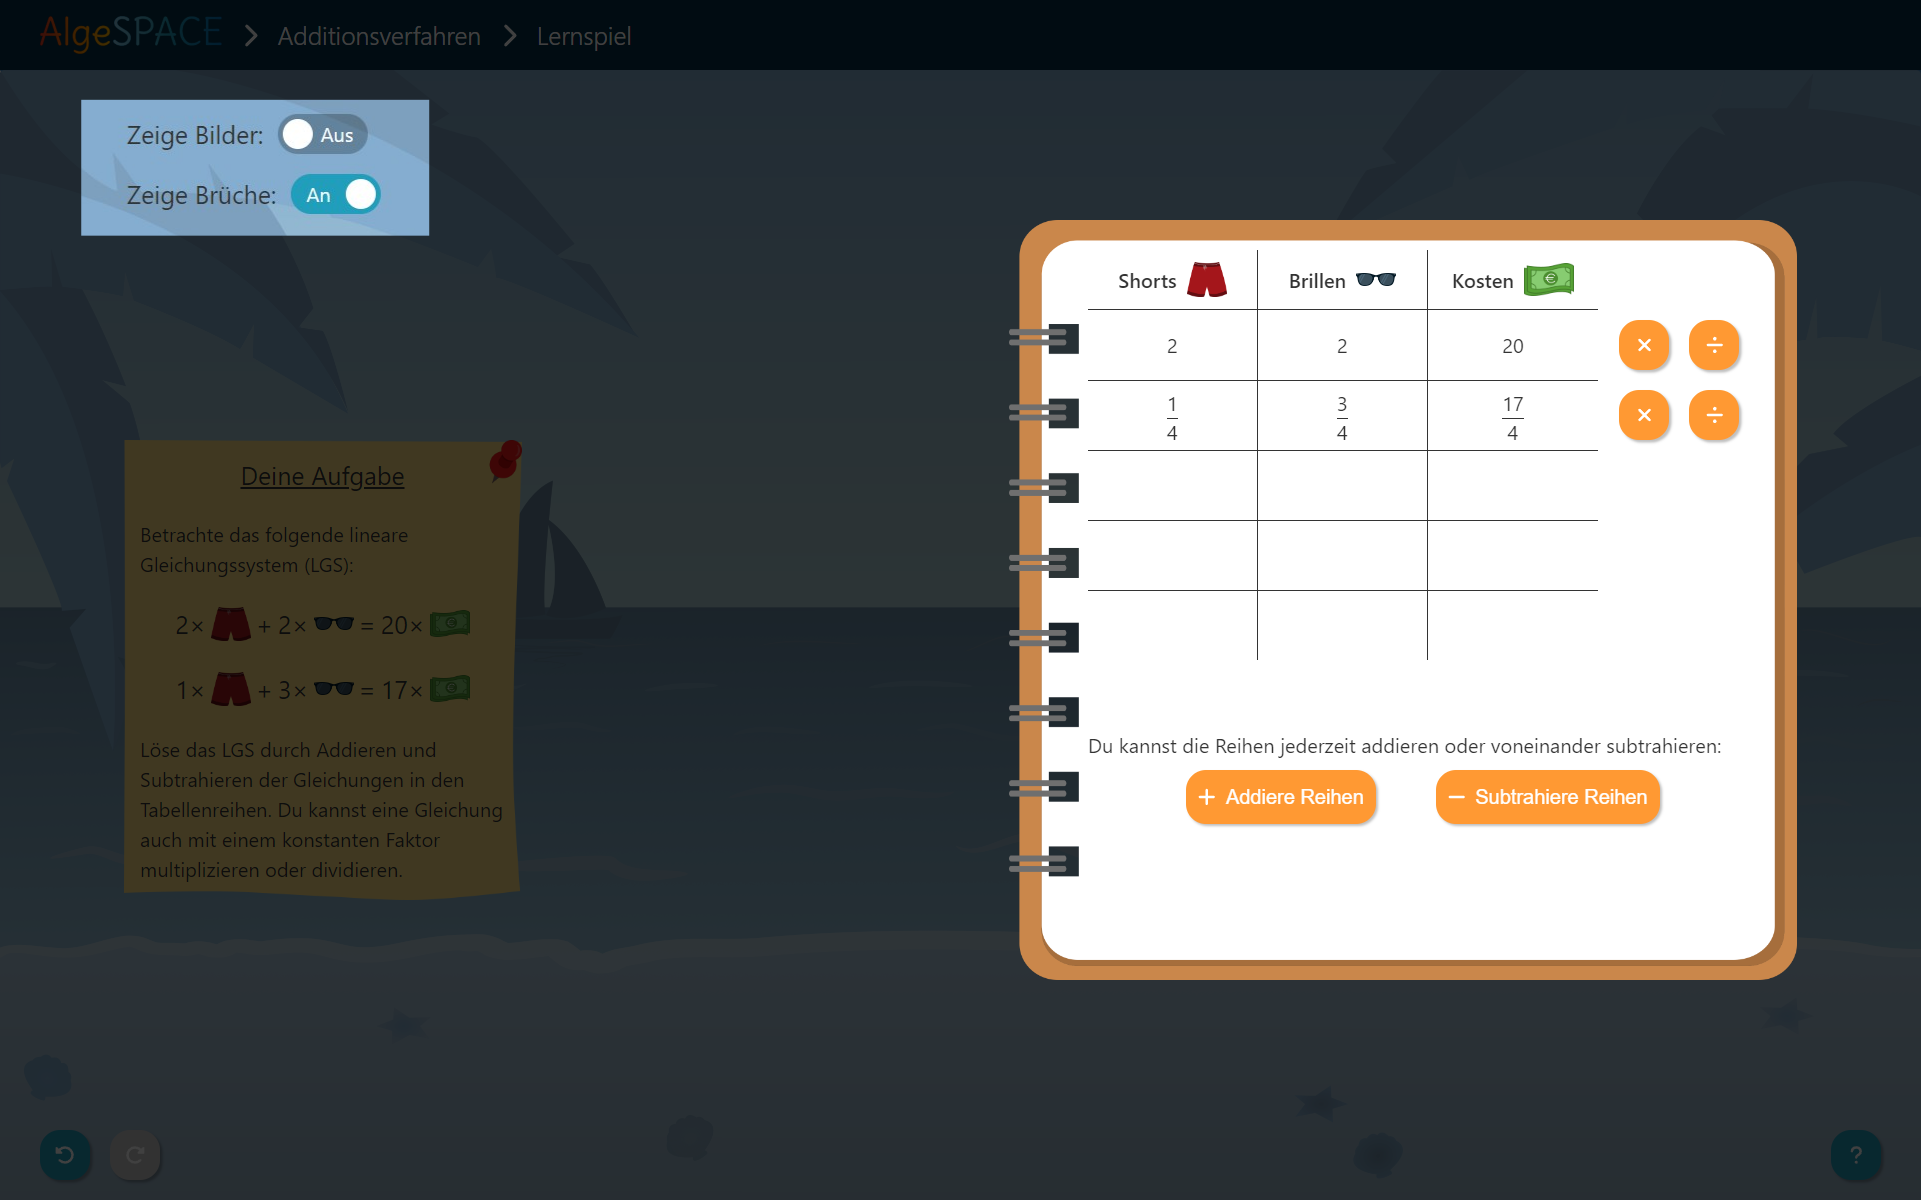 AlgeSPACE > Additionsverfahren > Lernspiel
Zeige Bilder: Aus
Zeige Brüche: An
Deine Aufgabe
Betrachte das folgende lineare
Gleichungssystem (LGS):
2× + 2× = 20×
1× + 3× = 17×
Löse das LGS durch Addieren und
Subtrahieren der Gleichungen in den
Tabellenreihen. Du kannst eine Gleichung
auch mit einem konstanten Faktor
multiplizieren oder dividieren.
Shorts Brillen Kosten
2 2 20 × ÷
1/4 3/4 17/4 × ÷
Du kannst die Reihen jederzeit addieren oder voneinander subtrahieren:
+ Addiere Reihen − Subtrahiere Reihen
?